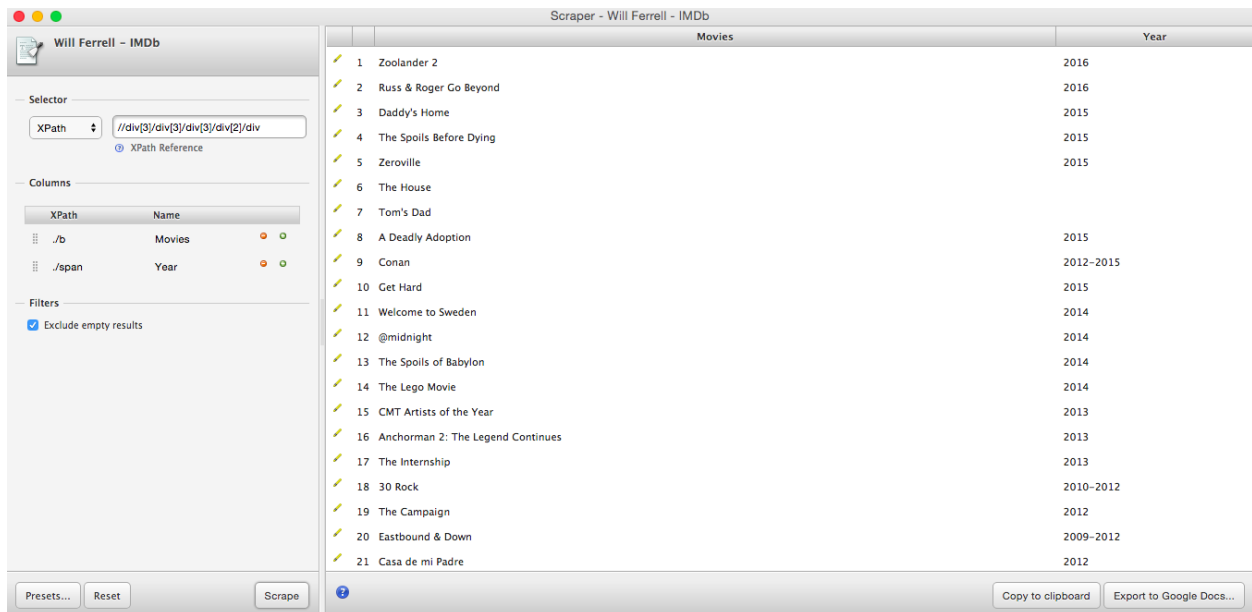 Scraper - Will Ferrell - IMDb
Will Ferrell - IMDb
Selector
XPath //div[3]/div[3]/div[3]/div[2]/div
XPath Reference
Columns
XPath Name
./b Movies
./span Year
Filters
Exclude empty results
Presets... Reset Scrape
Movies Year
1 Zoolander 2 2016
2 Russ & Roger Go Beyond 2016
3 Daddy's Home 2015
4 The Spoils Before Dying 2015
5 Zeroville 2015
6 The House
7 Tom's Dad
8 A Deadly Adoption 2015
9 Conan 2012-2015
10 Get Hard 2015
11 Welcome to Sweden 2014
12 @midnight 2014
13 The Spoils of Babylon 2014
14 The Lego Movie 2014
15 CMT Artists of the Year 2013
16 Anchorman 2: The Legend Continues 2013
17 The Internship 2013
18 30 Rock 2010-2012
19 The Campaign 2012
20 Eastbound & Down 2009-2012
21 Casa de mi Padre 2012
Copy to clipboard Export to Google Docs...